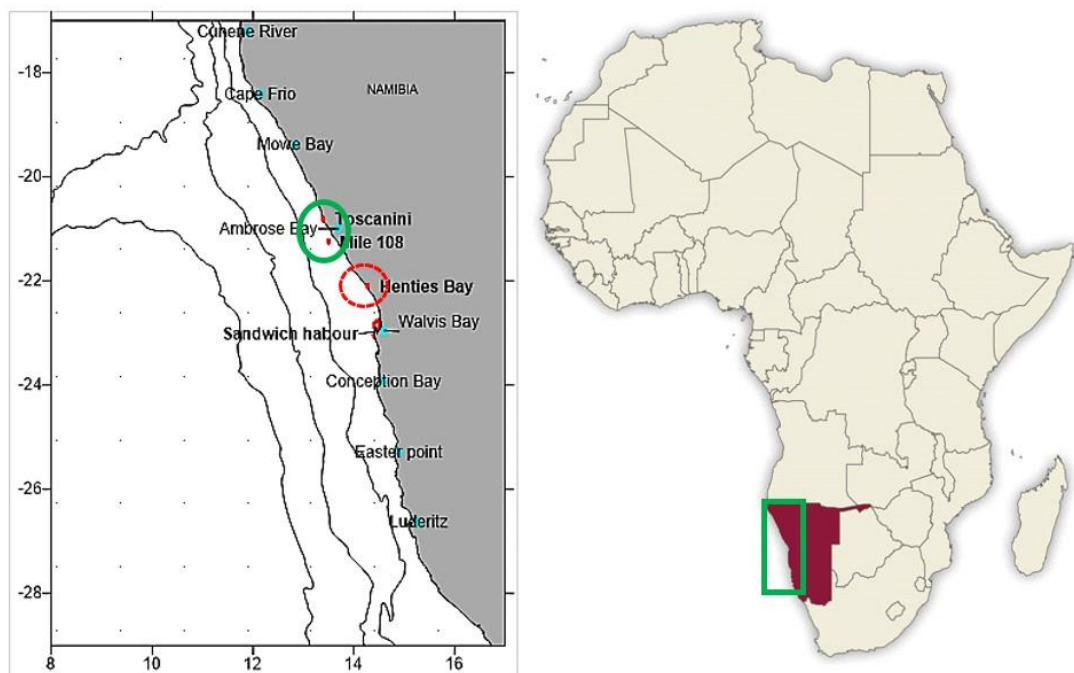 Cunene River
-18
NAMIBIA
Cape Frio
Mowe Bay
-20
Toscanini
Ambrose Bay
Mile 108
-22
Henties Bay
Walvis Bay
Sandwich habour
-24
Conception Bay
Easter point
-26
Luderitz
-28
8 10 12 14 16